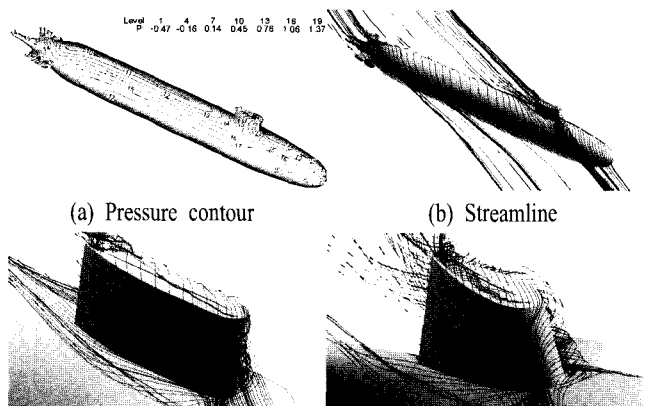 Level 1 4 7 10 13 16 19
P -0.47 -0.16 0.14 0.45 0.76 1.06 1.37
(a) Pressure contour
(b) Streamline